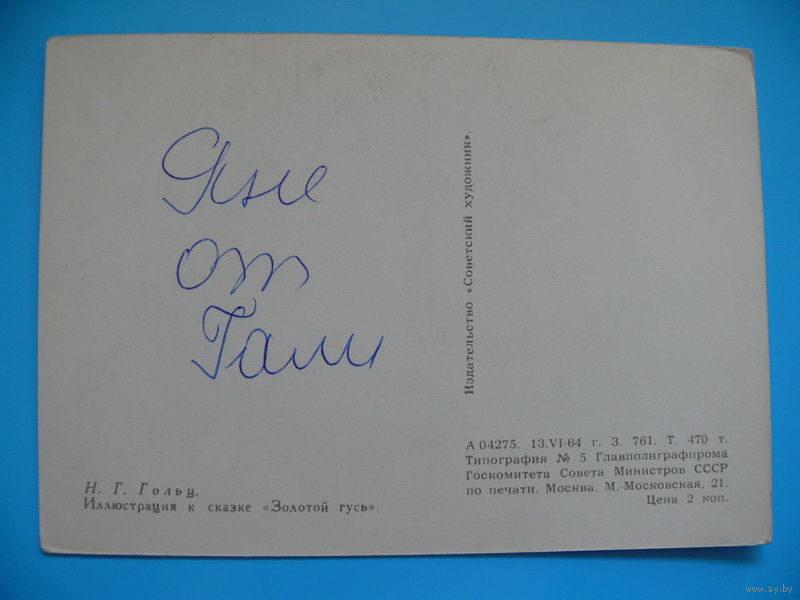 Яне
от
Гали
Издательство «Советский художник».
Н. Г. Гольц.
Иллюстрация к сказке «Золотой гусь».
А 04275. 13.VI-64 г. З. 761. Т. 470 т.
Типография № 5 Главполиграфпрома
Госкомитета Совета Министров СССР
по печати. Москва, М.-Московская, 21.
Цена 2 коп.
www.ay.by